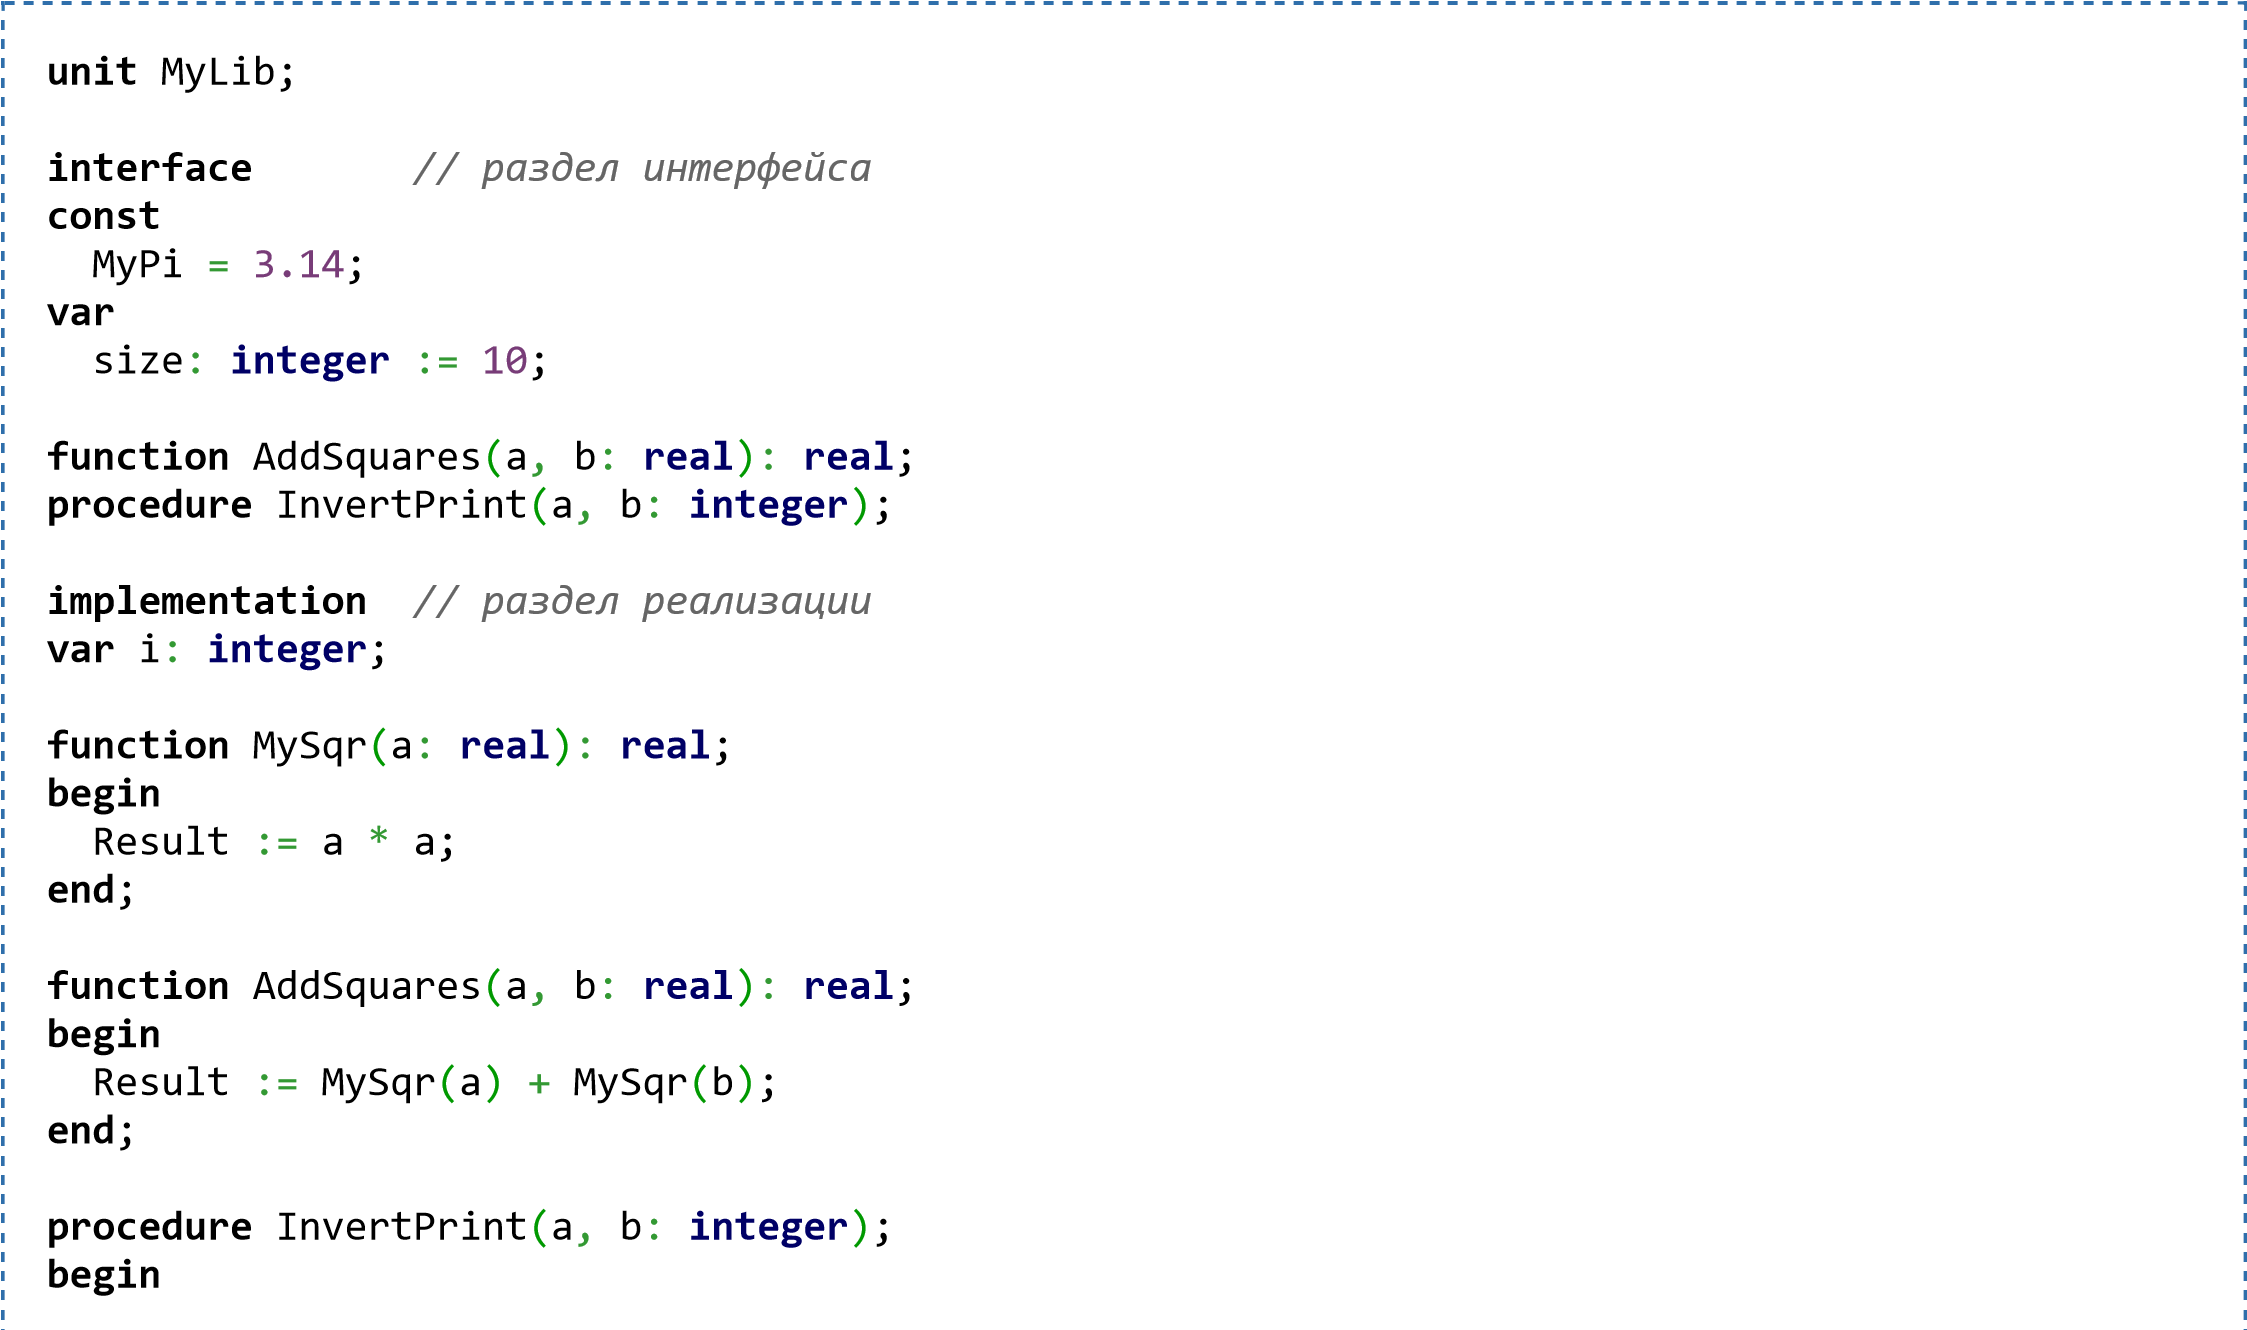 unit MyLib;
interface // раздел интерфейса
const
MyPi = 3.14;
var
size: integer := 10;
function AddSquares(a, b: real): real;
procedure InvertPrint(a, b: integer);
implementation // раздел реализации
var i: integer;
function MySqr(a: real): real;
begin
Result := a * a;
end;
function AddSquares(a, b: real): real;
begin
Result := MySqr(a) + MySqr(b);
end;
procedure InvertPrint(a, b: integer);
begin